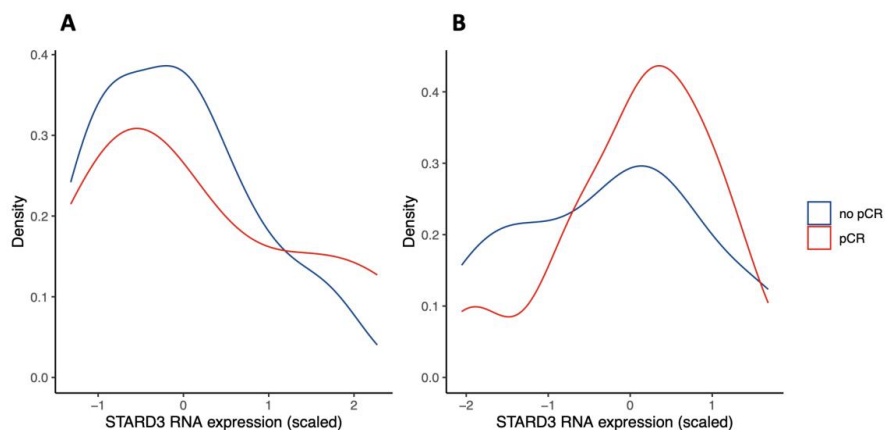 A
B
0.4
0.3
0.2
0.1
0.0
Density
−1
0
1
2
STARD3 RNA expression (scaled)
0.4
0.3
0.2
0.1
0.0
Density
−2
−1
0
1
STARD3 RNA expression (scaled)
no pCR
pCR